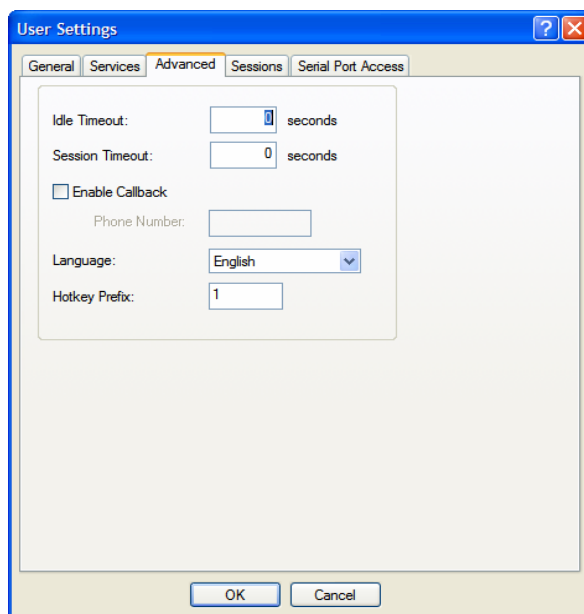 User Settings
General Services Advanced Sessions Serial Port Access
Idle Timeout: 0 seconds
Session Timeout: 0 seconds
Enable Callback
Phone Number:
Language: English
Hotkey Prefix: 1
OK Cancel